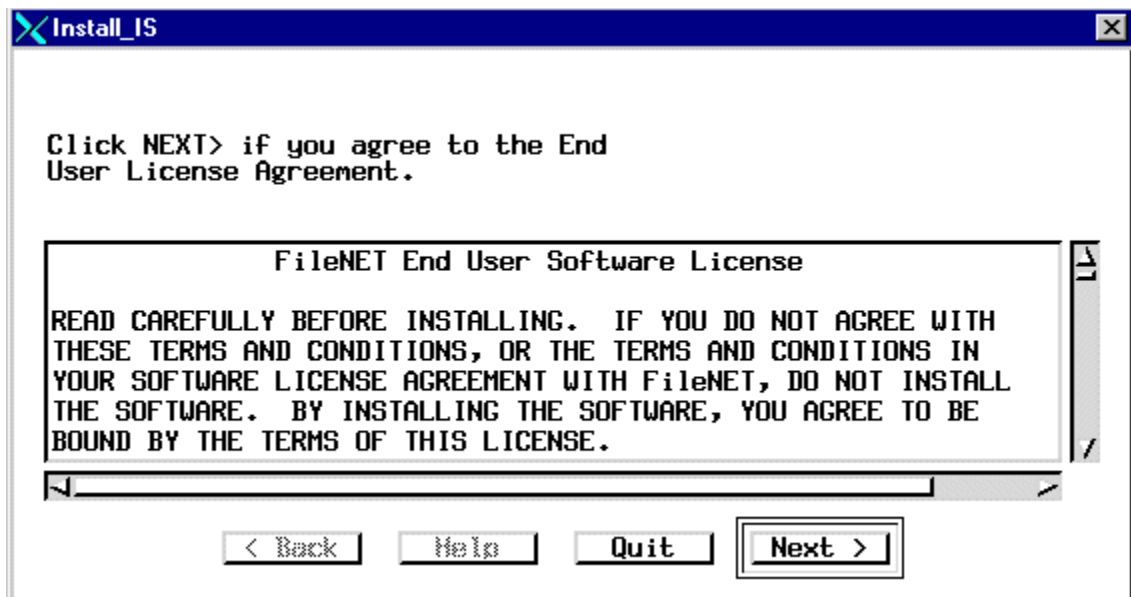 Install_IS
Click NEXT> if you agree to the End
User License Agreement.
FileNET End User Software License
READ CAREFULLY BEFORE INSTALLING.  IF YOU DO NOT AGREE WITH
THESE TERMS AND CONDITIONS, OR THE TERMS AND CONDITIONS IN
YOUR SOFTWARE LICENSE AGREEMENT WITH FileNET, DO NOT INSTALL
THE SOFTWARE.  BY INSTALLING THE SOFTWARE, YOU AGREE TO BE
BOUND BY THE TERMS OF THIS LICENSE.
< Back Help Quit Next >